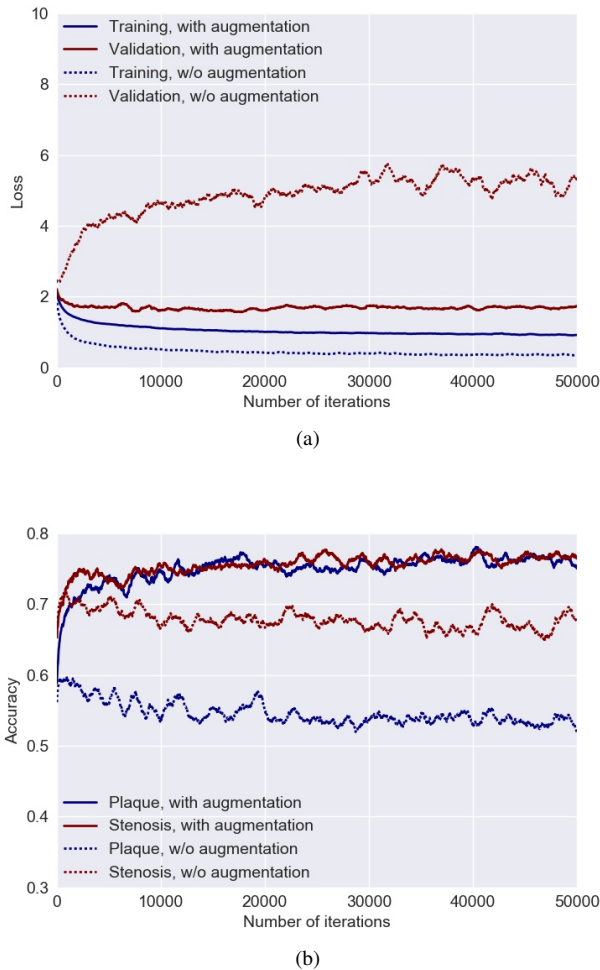 10
8
6
4
2
0
Loss
Training, with augmentation
Validation, with augmentation
Training, w/o augmentation
Validation, w/o augmentation
0 10000 20000 30000 40000 50000
Number of iterations
(a)
0.8
0.7
0.6
0.5
0.4
0.3
Accuracy
Plaque, with augmentation
Stenosis, with augmentation
Plaque, w/o augmentation
Stenosis, w/o augmentation
0 10000 20000 30000 40000 50000
Number of iterations
(b)